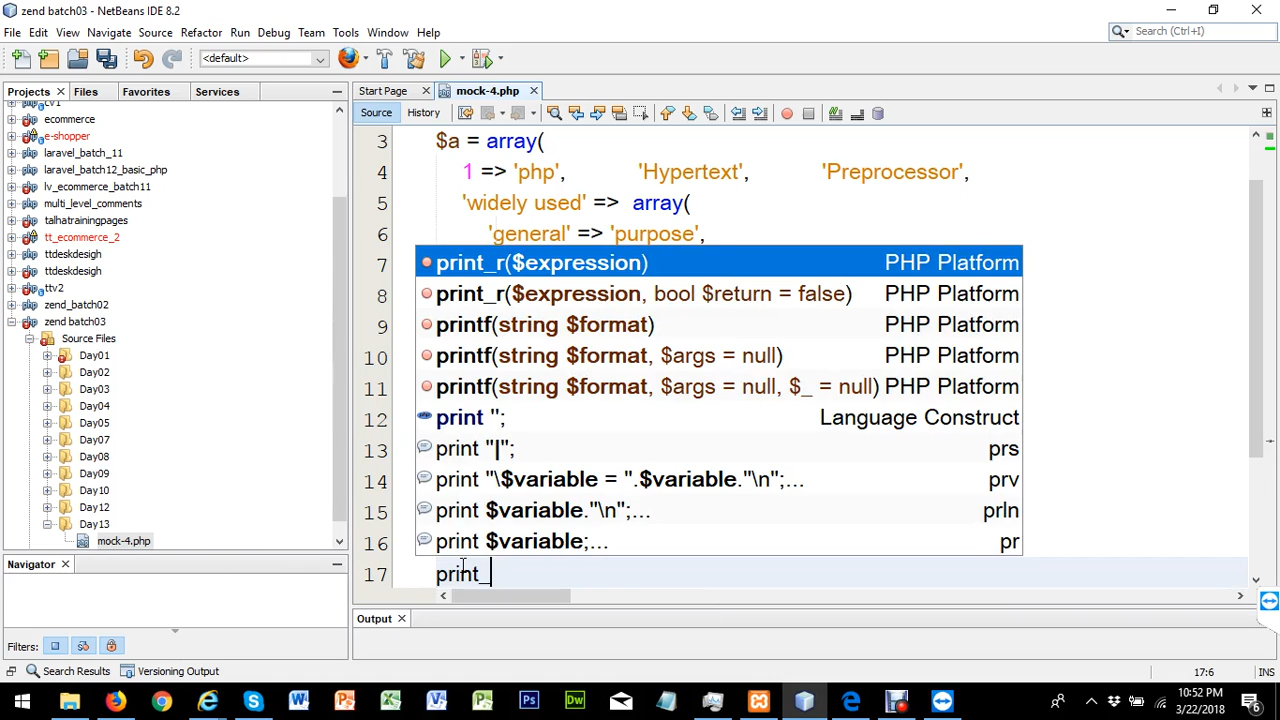 zend batch03 - NetBeans IDE 8.2
File Edit View Navigate Source Refactor Run Debug Team Tools Window Help
Search (Ctrl+I)
<default>
Projects Files Favorites Services
Start Page mock-4.php
Source History
ecommerce
e-shopper
laravel_batch_11
laravel_batch12_basic_php
lv_ecommerce_batch11
multi_level_comments
talhatrainingpages
tt_ecommerce_2
ttdeskdesigh
ttdeskdesigh
ttv2
zend_batch02
zend batch03
Source Files
Day01
Day02
Day03
Day04
Day05
Day07
Day08
Day09
Day10
Day12
Day13
mock-4.php
3 $a = array(
4 1 => 'php', 'Hypertext', 'Preprocessor',
5 'widely used' => array(
6 'general' => 'purpose',
7 print_r($expression) PHP Platform
8 print_r($expression, bool $return = false) PHP Platform
9 printf(string $format) PHP Platform
10 printf(string $format, $args = null) PHP Platform
11 printf(string $format, $args = null, $_ = null) PHP Platform
12 print ''; Language Construct
13 print "|"; prs
14 print "\$variable = ".$variable."\n";... prv
15 print $variable."\n";... prln
16 print $variable;... pr
17 print_
Navigator
Filters:
Output
Search Results Versioning Output
17:6 INS
10:52 PM
3/22/2018
6